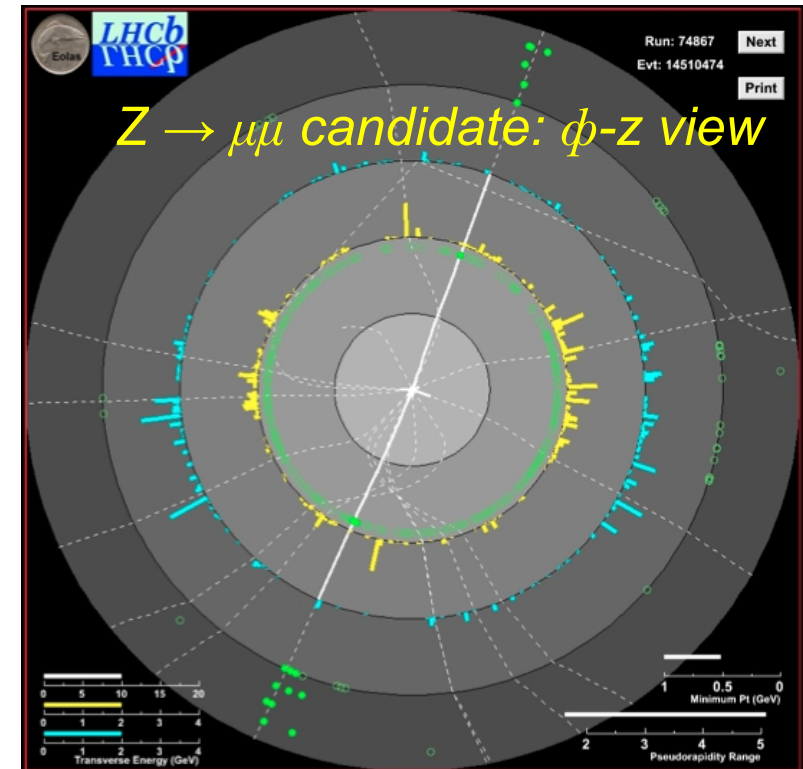 Eolas
LHCb
ГHCp
Run: 74867
Next
Evt: 14510474
Print
Z → μμ candidate: ф-z view
0 5 10 15 20
0 1 2 3 4
0 1 2 3 4
Transverse Energy (GeV)
1 0.5 0
Minimum Pt (GeV)
2 3 4 5
Pseudorapidity Range